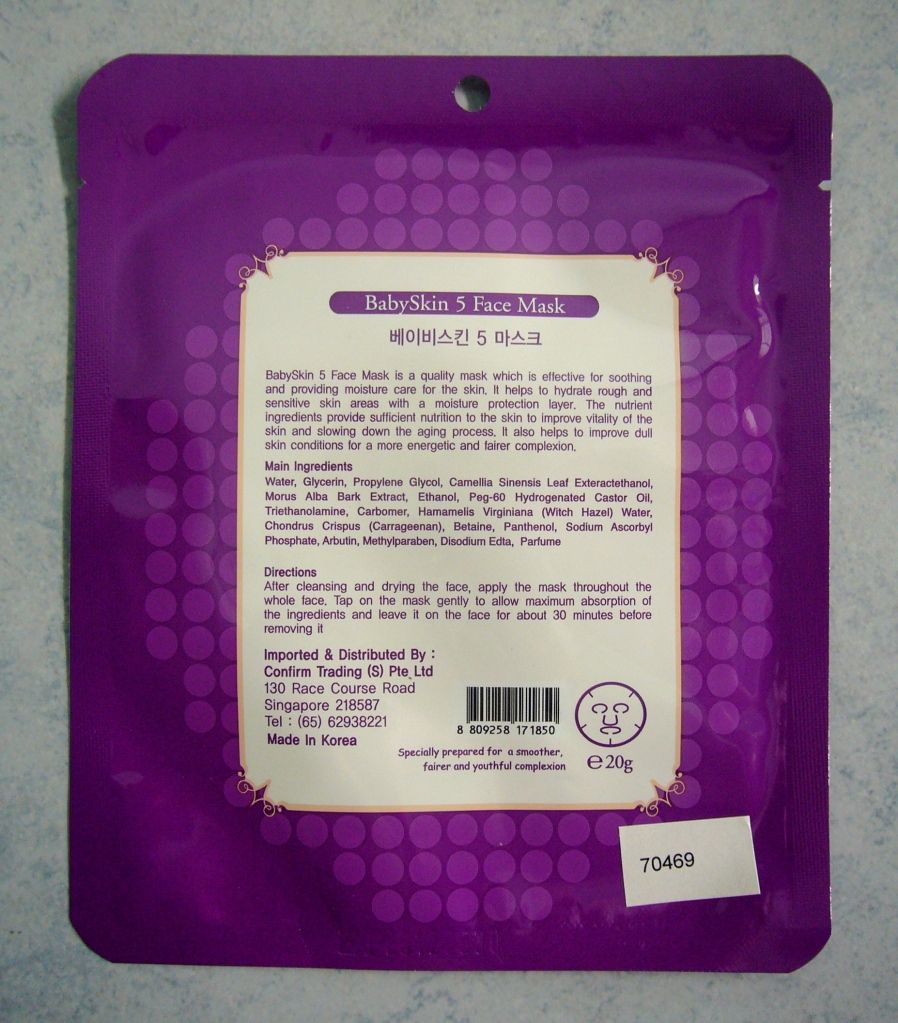 BabySkin 5 Face Mask
베이비스킨 5 마스크
BabySkin 5 Face Mask is a quality mask which is effective for soothing
and providing moisture care for the skin. It helps to hydrate rough and
sensitive skin areas with a moisture protection layer. The nutrient
ingredients provide sufficient nutrition to the skin to improve vitality of the
skin and slowing down the aging process. It also helps to improve dull
skin conditions for a more energetic and fairer complexion.
Main Ingredients
Water, Glycerin, Propylene Glycol, Camellia Sinensis Leaf Exteractethanol,
Morus Alba Bark Extract, Ethanol, Peg-60 Hydrogenated Castor Oil,
Triethanolamine, Carbomer, Hamamelis Virginiana (Witch Hazel) Water,
Chondrus Crispus (Carrageenan), Betaine, Panthenol, Sodium Ascorbyl
Phosphate, Arbutin, Methylparaben, Disodium Edta, Parfume
Directions
After cleansing and drying the face, apply the mask throughout the
whole face. Tap on the mask gently to allow maximum absorption of
the ingredients and leave it on the face for about 30 minutes before
removing it
Imported & Distributed By :
Confirm Trading (S) Pte Ltd
130 Race Course Road
Singapore 218587
Tel : (65) 62938221
Made In Korea
8 809258 171850
Specially prepared for a smoother,
fairer and youthful complexion
e 20g
70469